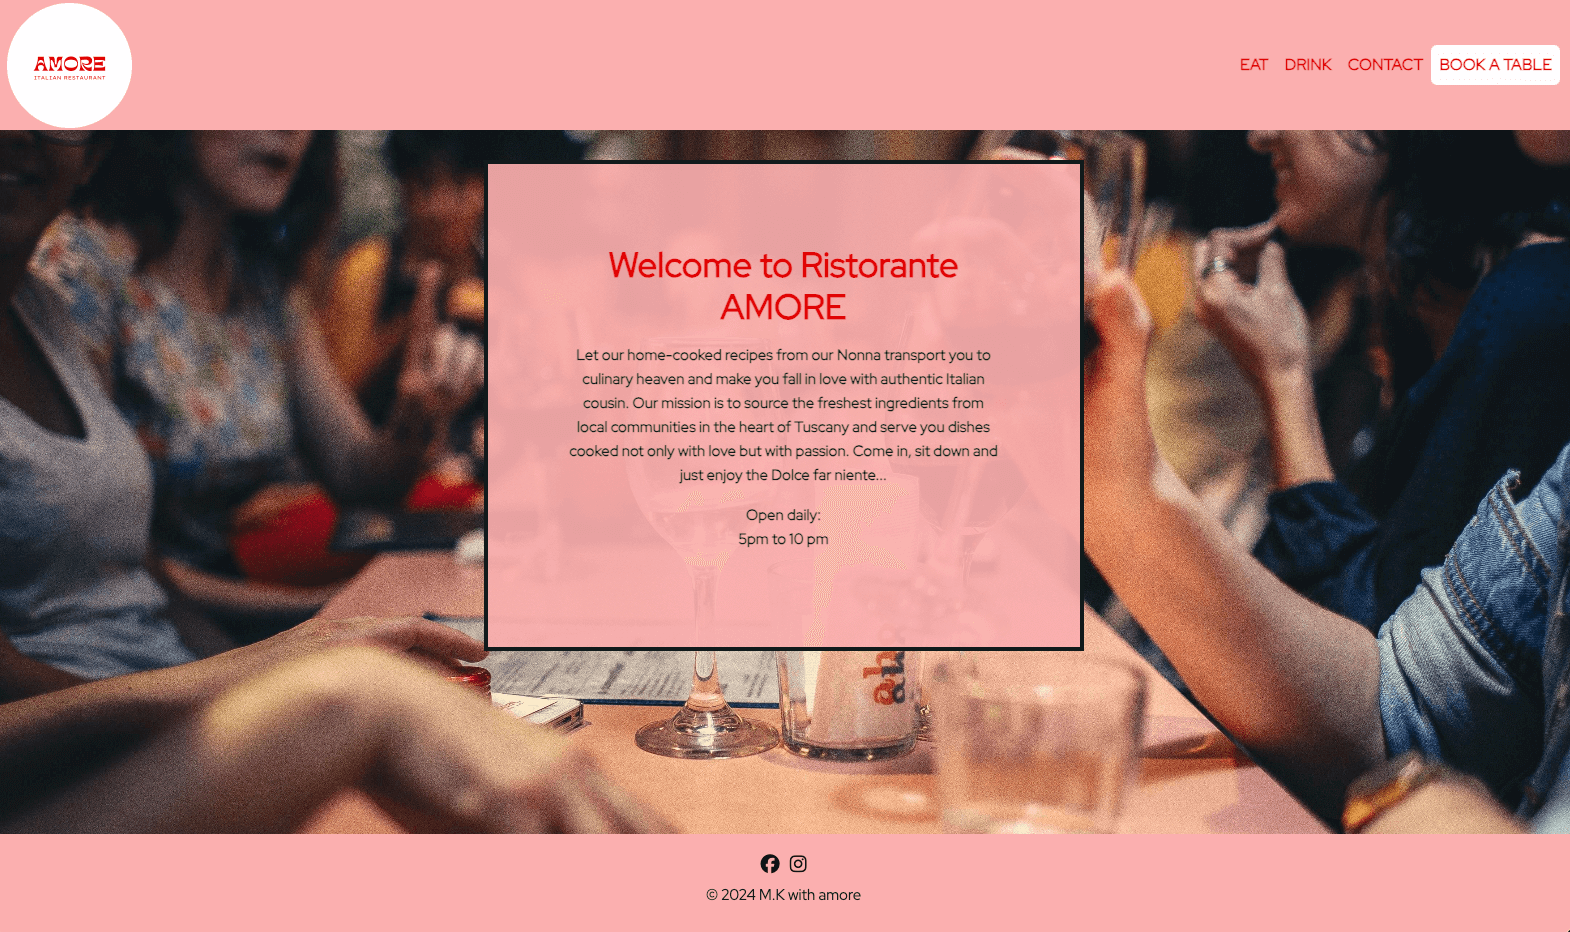 AMORE
ITALIAN RESTAURANT
EAT DRINK CONTACT BOOK A TABLE
Welcome to Ristorante
AMORE
Let our home-cooked recipes from our Nonna transport you to
culinary heaven and make you fall in love with authentic Italian
cousin. Our mission is to source the freshest ingredients from
local communities in the heart of Tuscany and serve you dishes
cooked not only with love but with passion. Come in, sit down and
just enjoy the Dolce far niente...
Open daily:
5pm to 10 pm
© 2024 M.K with amore